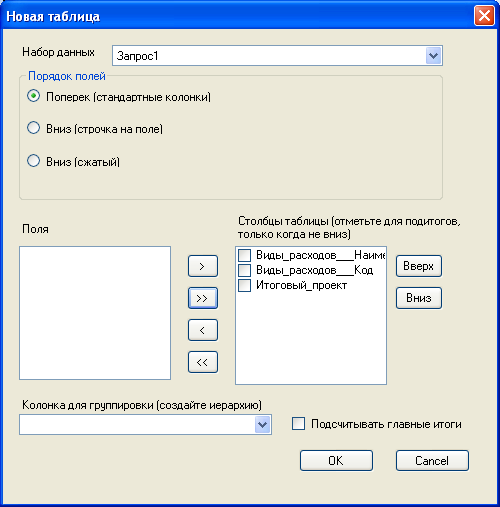 Новая таблица
Набор данных
Запрос1
Порядок полей
Поперек (стандартные колонки)
Вниз (строчка на поле)
Вниз (сжатый)
Поля
Столбцы таблицы (отметьте для подитогов,
только когда не вниз)
Виды_расходов___Наиме
Виды_расходов___Код
Итоговый_проект
>
>>
<
<<
Вверх
Вниз
Колонка для группировки (создайте иерархию)
Подсчитывать главные итоги
OK
Cancel